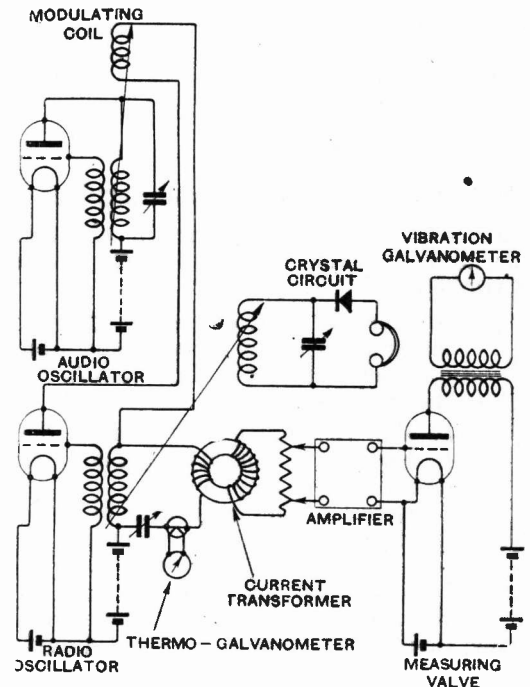 MODULATING
COIL
VIBRATION
GALVANOMETER
CRYSTAL
CIRCUIT
AUDIO
OSCILLATOR
AMPLIFIER
CURRENT
TRANSFORMER
THERMO-GALVANOMETER
RADIO
OSCILLATOR
MEASURING
VALVE